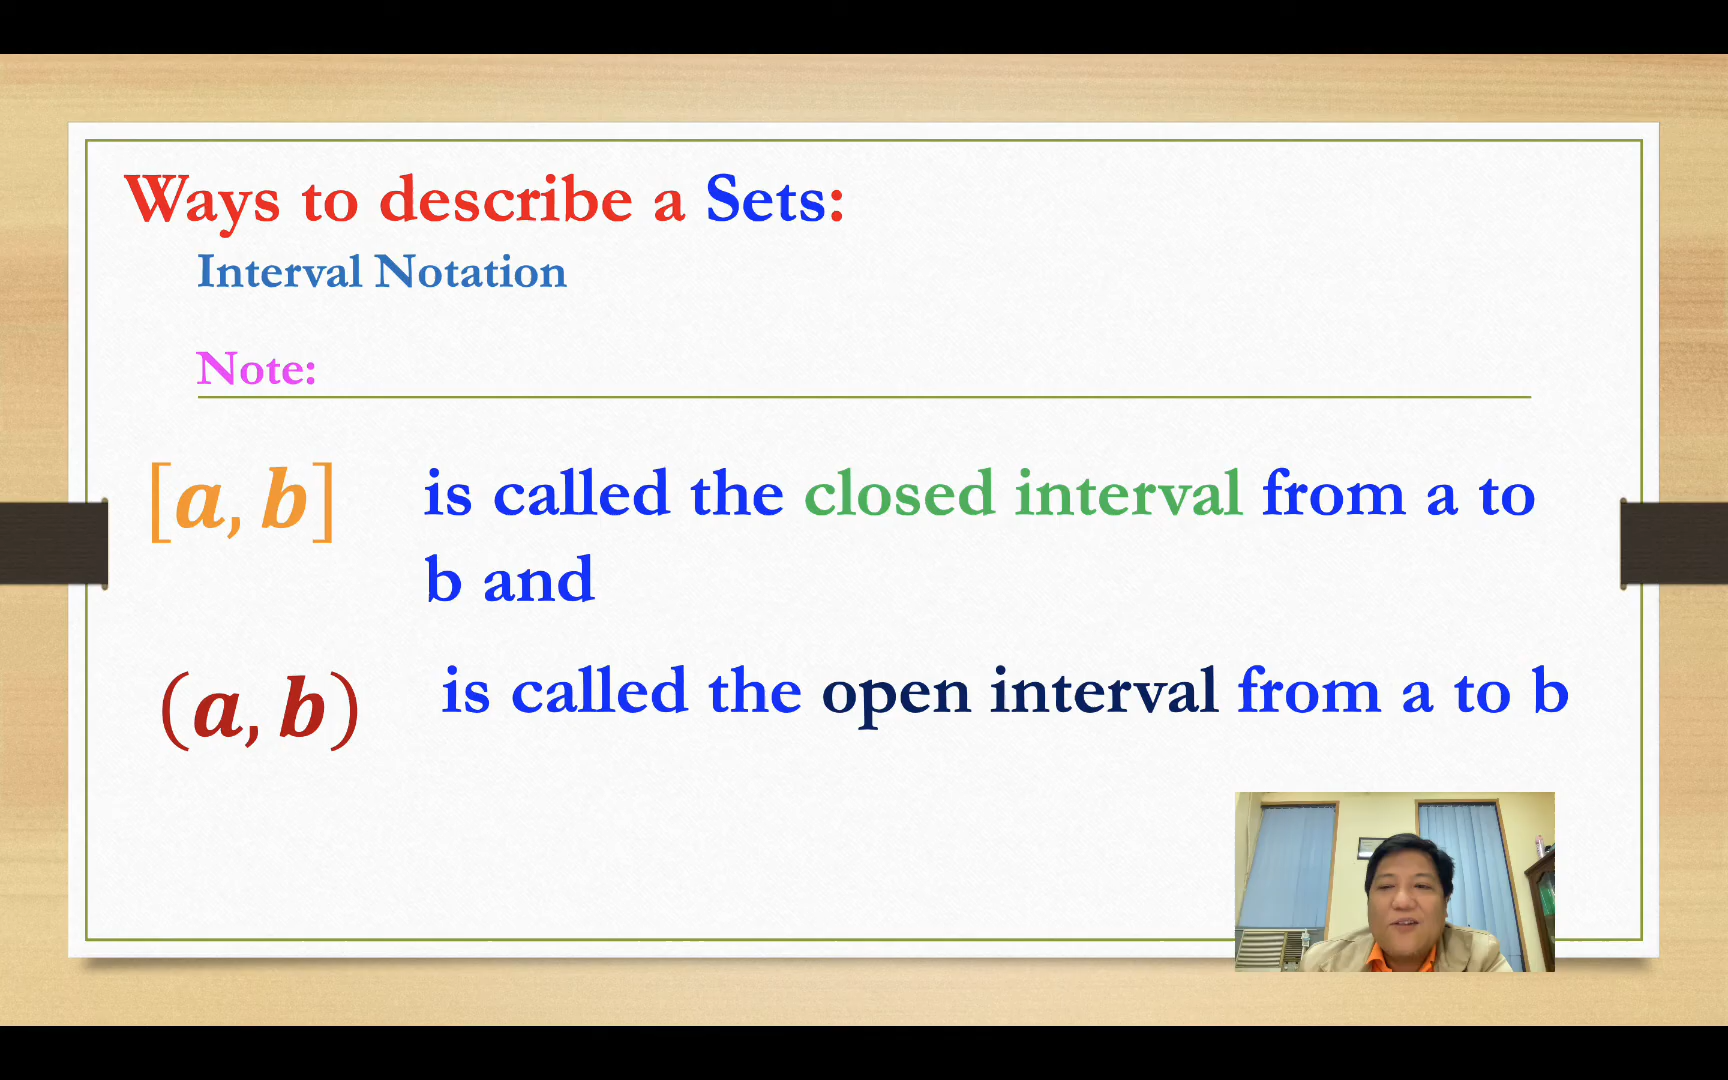 Ways to describe a Sets:
Interval Notation
Note:
[a, b] is called the closed interval from a to
b and
(a, b) is called the open interval from a to b